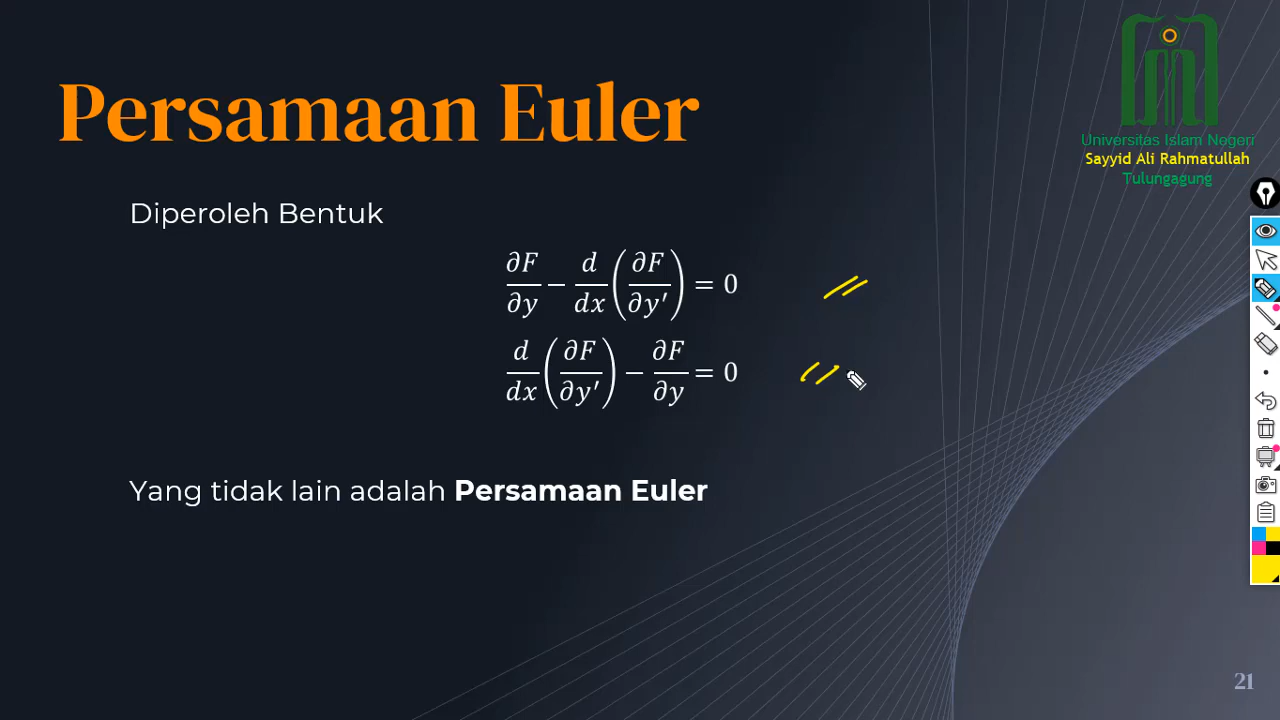 Persamaan Euler
Universitas Islam Negeri
Sayyid Ali Rahmatullah
Tulungagung
Diperoleh Bentuk
∂F/∂y − d/dx(∂F/∂y′) = 0
d/dx(∂F/∂y′) − ∂F/∂y = 0
Yang tidak lain adalah Persamaan Euler
21